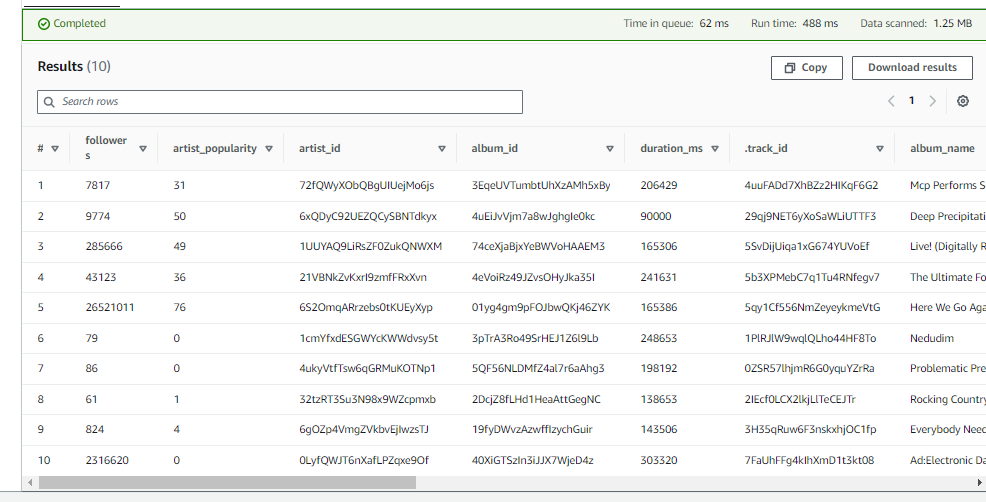 Completed Time in queue: 62 ms Run time: 488 ms Data scanned: 1.25 MB
Results (10) Copy Download results
Search rows 1
# followers artist_popularity artist_id album_id duration_ms .track_id album_name
1 7817 31 72fQWyXObQBgUIUejMo6js 3EqeUVTumbtUhXzAMh5xBy 206429 4uuFADd7XhBZz2HIKqF6G2 Mcp Performs S
2 9774 50 6xQDyC92UEZQCySBNTdkyx 4uEiJvVjm7a8wJghgIe0kc 90000 29qj9NET6yXoSaWLiUTTF3 Deep Precipitati
3 285666 49 1UUYAQ9LiRsZF0ZukQNWXM 74ceXjaBjxYeBWVoHAAEM3 165306 5SvDijUiqa1xG674YUVoEf Live! (Digitally R
4 43123 36 21VBNkZvKxrI9zmfFRxXvn 4eVoiRz49JZvsOHyJka35I 241631 5b3XPMebC7q1Tu4RNfegv7 The Ultimate Fo
5 26521011 76 6S2OmqARrzebs0tKUEyXyp 01yg4gm9pFOJbwQKj46ZYK 165386 5qy1Cf556NmZeyeykmeVtG Here We Go Aga
6 79 0 1cmYfxdESGWYcKWWdvsy5t 3pTrA3Ro49SrHEJ1Z6l9Lb 248653 1PlRJlW9wqlQLho44HF8To Nedudim
7 86 0 4ukyVtfTsw6qGRMuKOTNp1 5QF56NLDMfZ4al7r6aAhg3 198192 0ZSR57lhjmR6G0yquYZrRa Problematic Pre
8 61 1 32tzRT3Su3N98x9WZcpmxb 2DcjZ8fLHd1HeaAttGegNC 138653 2IEcf0LCX2lkjLlTeCEJTr Rocking Country
9 824 4 6gOZp4VmgZVkbvEjIwzsTJ 19fyDWvzAzwffIzychGuir 143506 3H35qRuw6F3nskxhjOC1fp Everybody Need
10 2316620 0 0LyfQWJT6nXafLPZqxe9Of 40XiGTSzIn3iJJX7WjeD4z 303320 7FaUhFFg4kIhXmD1t3kt08 Ad:Electronic Da